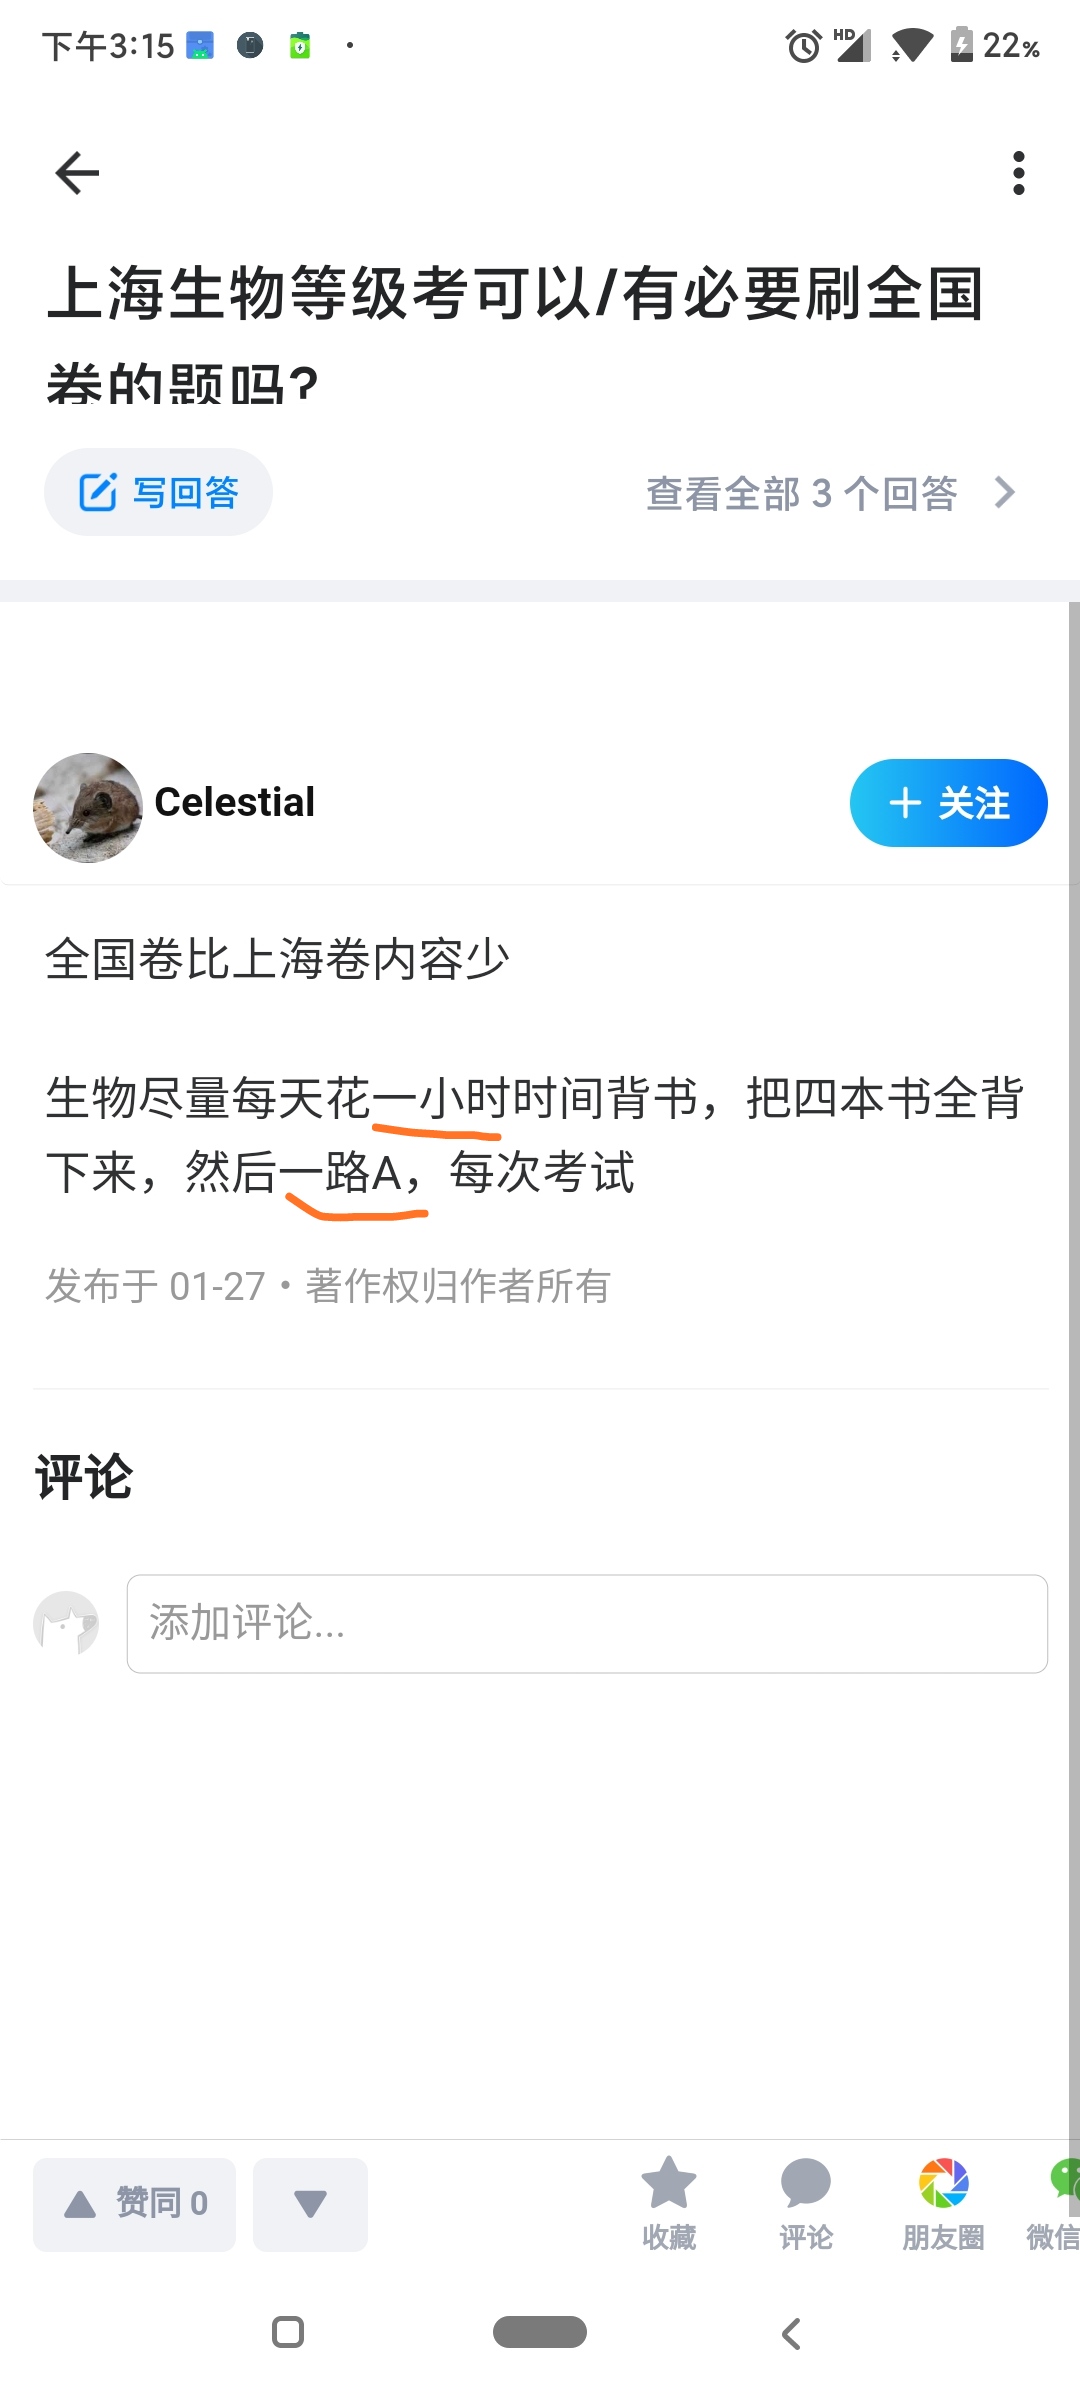 下午3:15
HD
22%
上海生物等级考可以/有必要刷全国
卷的题吗?
写回答
查看全部 3 个回答
Celestial
关注
全国卷比上海卷内容少
生物尽量每天花一小时时间背书，把四本书全背
下来，然后一路A，每次考试
发布于 01-27・著作权归作者所有
评论
添加评论...
赞同 0
收藏
评论
朋友圈
微信